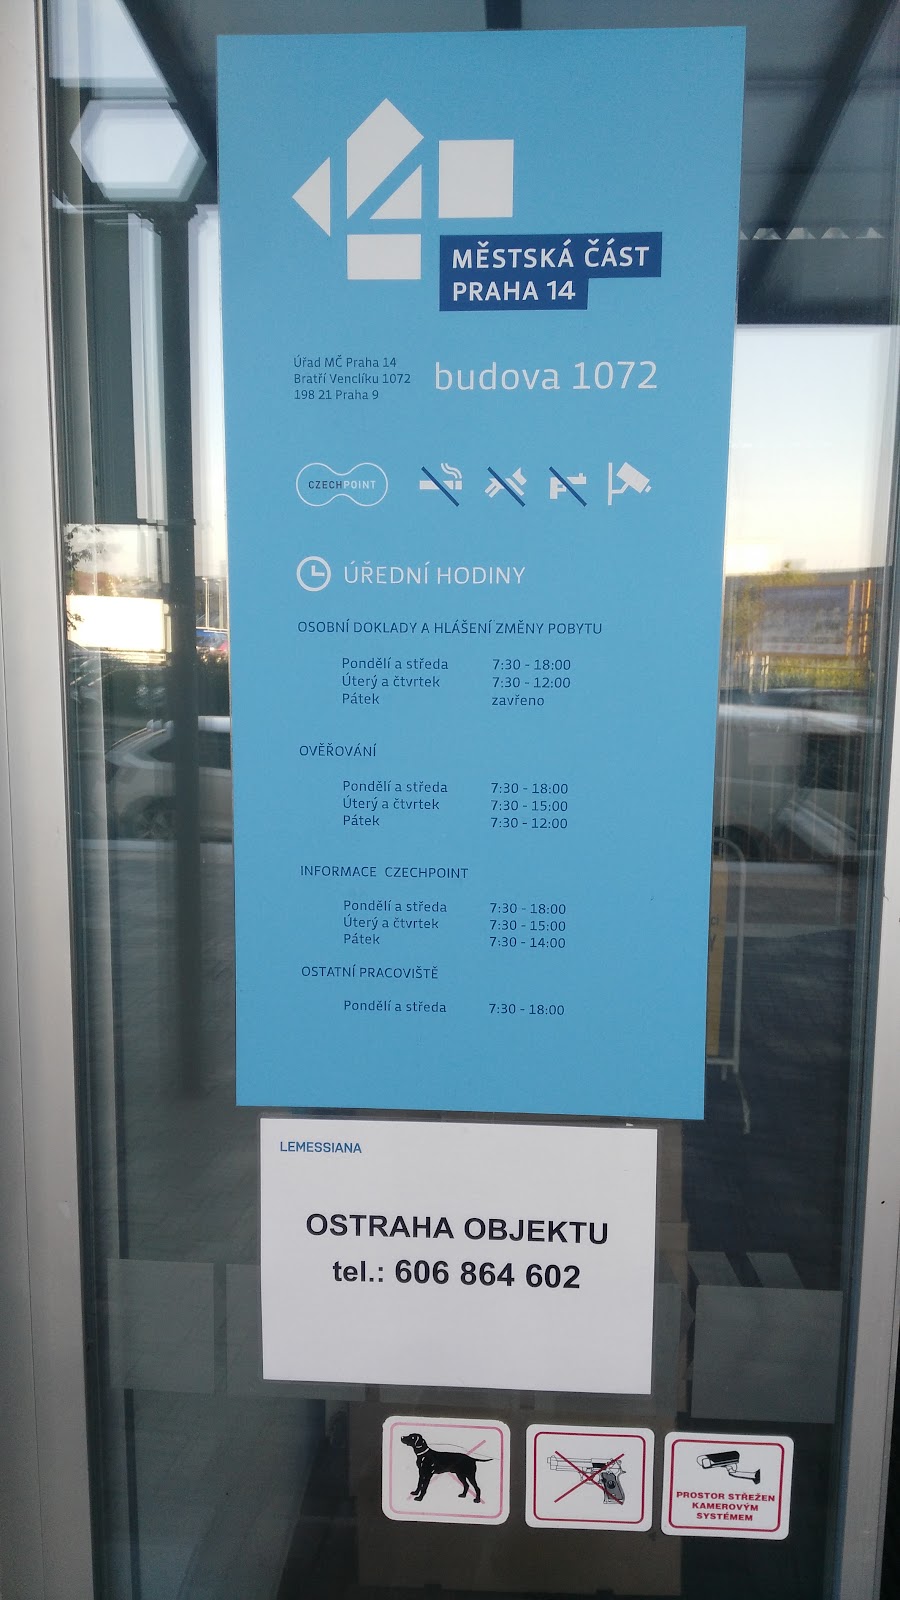 MĚSTSKÁ ČÁST
PRAHA 14
Úřad MČ Praha 14
Bratří Venclíku 1072
198 21 Praha 9
budova 1072
CZECHPOINT
ÚŘEDNÍ HODINY
OSOBNÍ DOKLADY A HLÁŠENÍ ZMĚNY POBYTU
Pondělí a středa 7:30 - 18:00
Úterý a čtvrtek 7:30 - 12:00
Pátek zavřeno
OVĚŘOVÁNÍ
Pondělí a středa 7:30 - 18:00
Úterý a čtvrtek 7:30 - 15:00
Pátek 7:30 - 12:00
INFORMACE CZECHPOINT
Pondělí a středa 7:30 - 18:00
Úterý a čtvrtek 7:30 - 15:00
Pátek 7:30 - 14:00
OSTATNÍ PRACOVIŠTĚ
Pondělí a středa 7:30 - 18:00
LEMESSIANA
OSTRAHA OBJEKTU
tel.: 606 864 602
PROSTOR STŘEŽEN
KAMEROVÝM
SYSTÉMEM